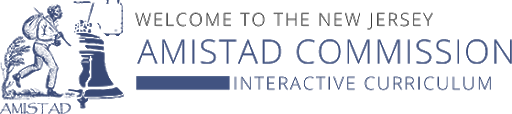 WELCOME TO THE NEW JERSEY
AMISTAD COMMISSION
INTERACTIVE CURRICULUM
AMISTAD